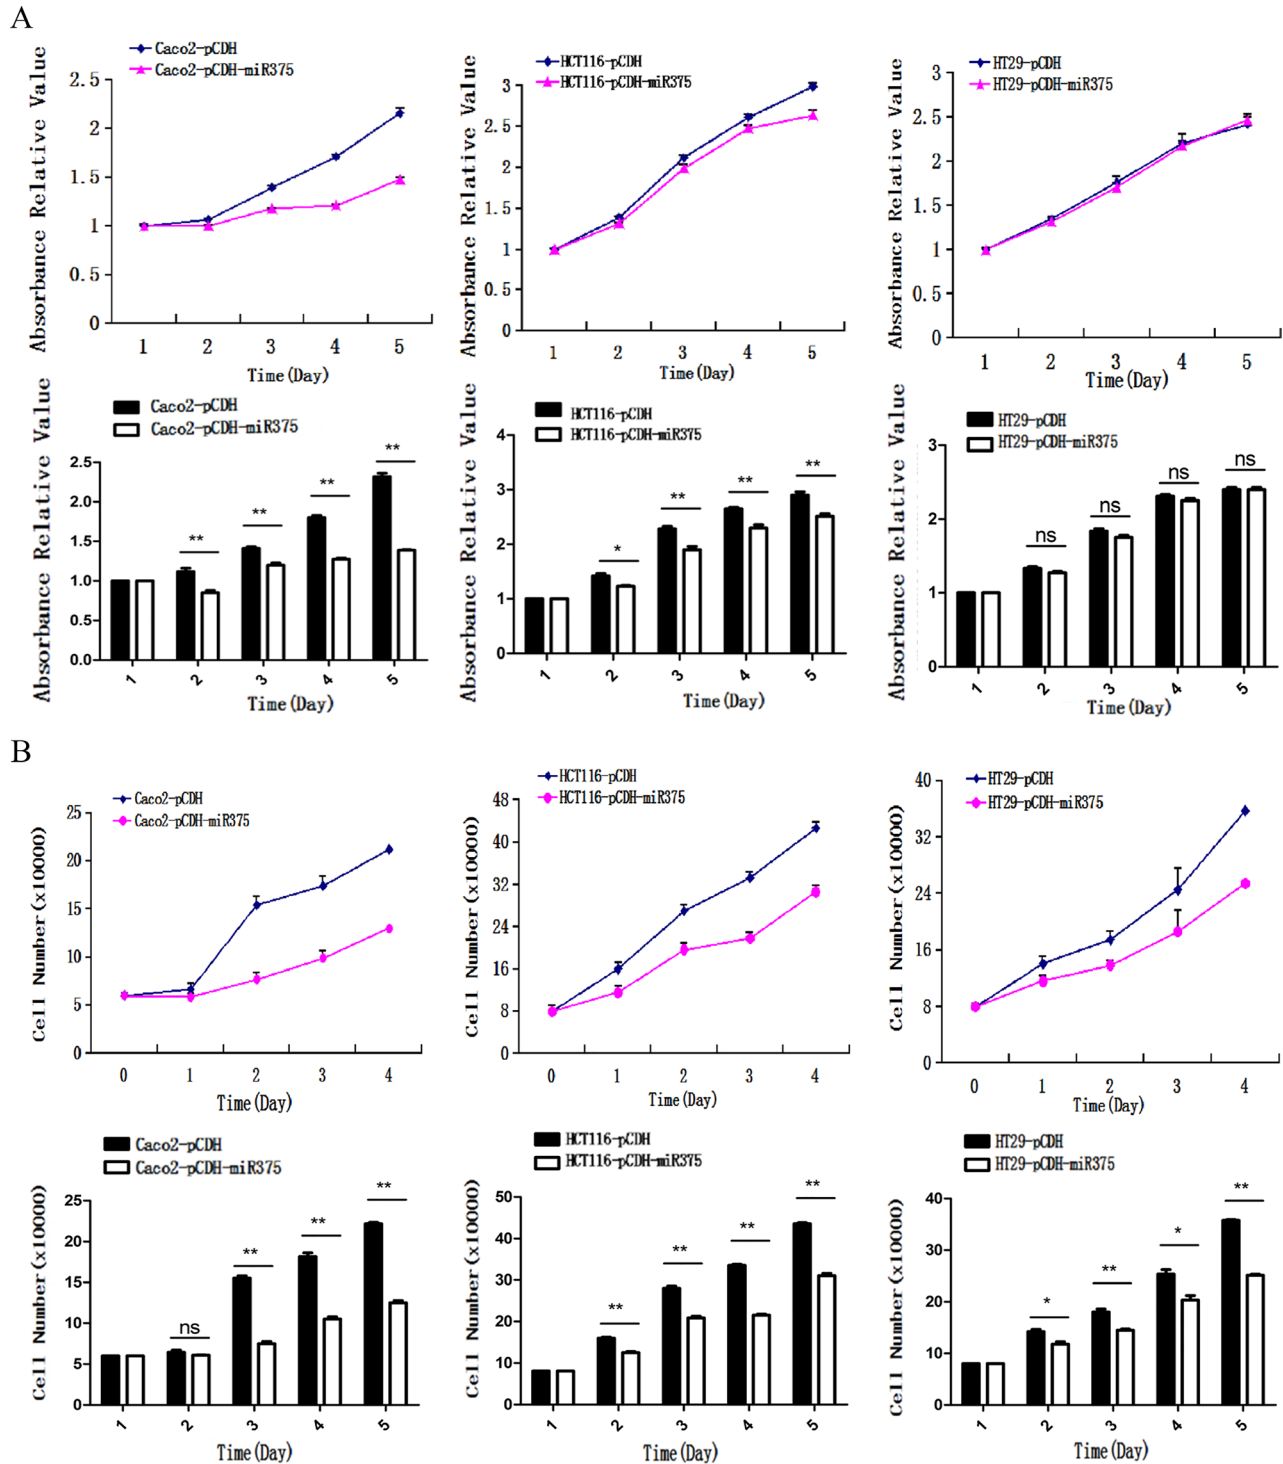 A
Caco2-pCDH
Caco2-pCDH-miR375
Absorbance Relative Value
2.5
2
1.5
1
0.5
0
1 2 3 4 5
Time(Day)
HCT116-pCDH
HCT116-pCDH-miR375
Absorbance Relative Value
3
2.5
2
1.5
1
0.5
0
1 2 3 4 5
Time(Day)
HT29-pCDH
HT29-pCDH-miR375
Absorbance Relative Value
3
2.5
2
1.5
1
0.5
0
1 2 3 4 5
Time(Day)
Caco2-pCDH
Caco2-pCDH-miR375
Absorbance Relative Value
2.5
2.0
1.5
1.0
0.5
0.0
** ** ** **
1 2 3 4 5
Time(Day)
HCT116-pCDH
HCT116-pCDH-miR375
Absorbance Relative Value
4
3
2
1
0
* ** ** **
1 2 3 4 5
Time(Day)
HT29-pCDH
HT29-pCDH-miR375
Absorbance Relative Value
3
2
1
0
ns ns ns ns
1 2 3 4 5
Time(Day)
B
Caco2-pCDH
Caco2-pCDH-miR375
Cell Number(x10000)
25
20
15
10
5
0
0 1 2 3 4
Time(Day)
HCT116-pCDH
HCT116-pCDH-miR375
Cell Number(x10000)
48
40
32
24
16
8
0
0 1 2 3 4
Time(Day)
HT29-pCDH
HT29-pCDH-miR375
Cell Number(x10000)
40
32
24
16
8
0
0 1 2 3 4
Time(Day)
Caco2-pCDH
Caco2-pCDH-miR375
Cell Number(x10000)
25
20
15
10
5
0
ns ** ** **
1 2 3 4 5
Time(Day)
HCT116-pCDH
HCT116-pCDH-miR375
Cell Number(x10000)
50
40
30
20
10
0
** ** ** **
1 2 3 4 5
Time(Day)
HT29-pCDH
HT29-pCDH-miR375
Cell Number(x10000)
40
30
20
10
0
* ** * **
1 2 3 4 5
Time(Day)